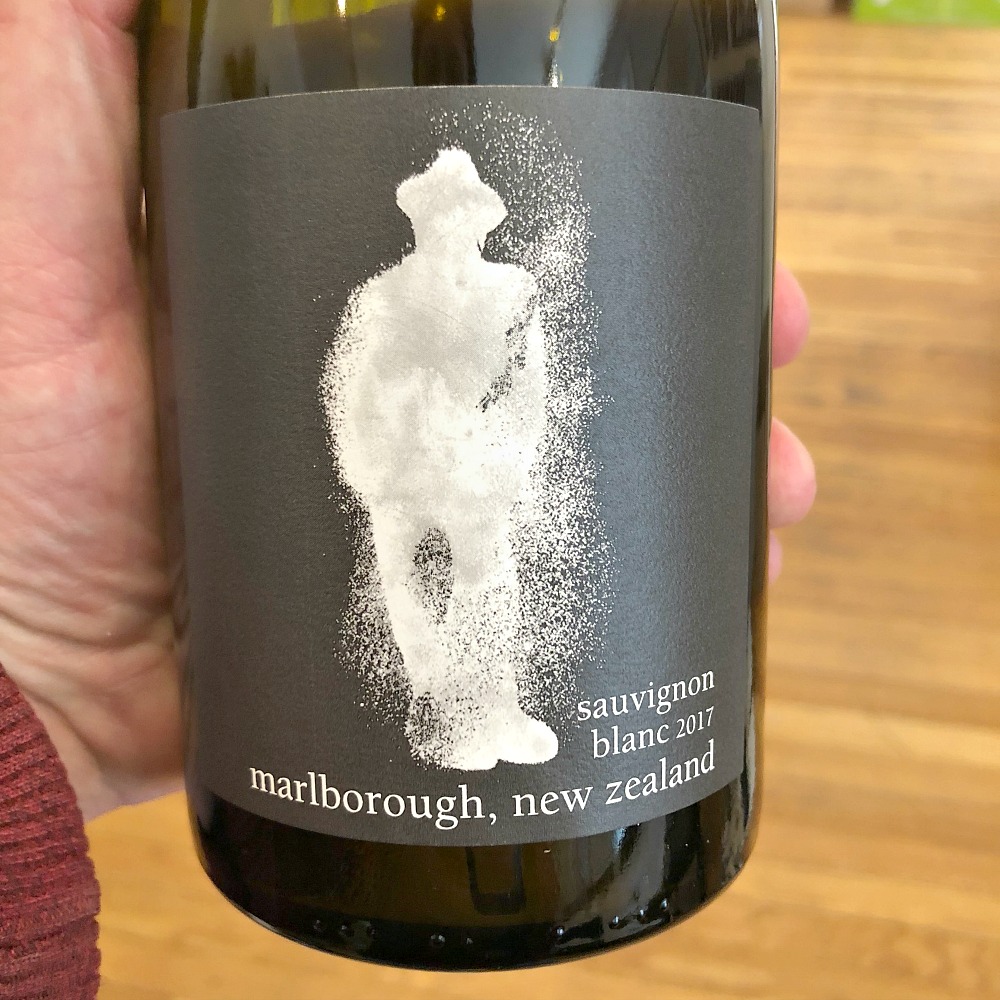 sauvignon
blanc 2017
marlborough, new zealand